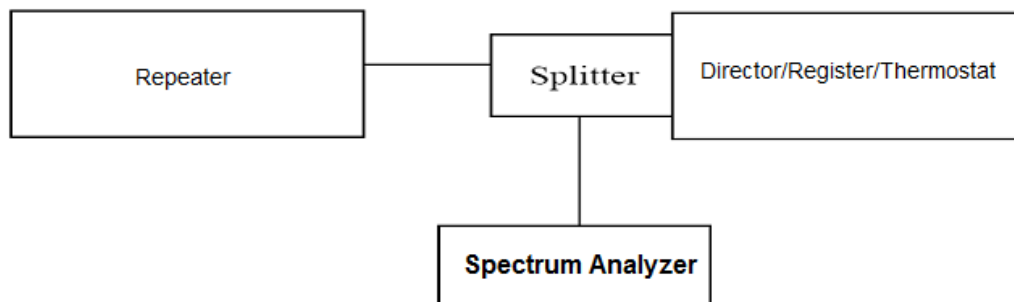 Repeater
Splitter
Director/Register/Thermostat
Spectrum Analyzer